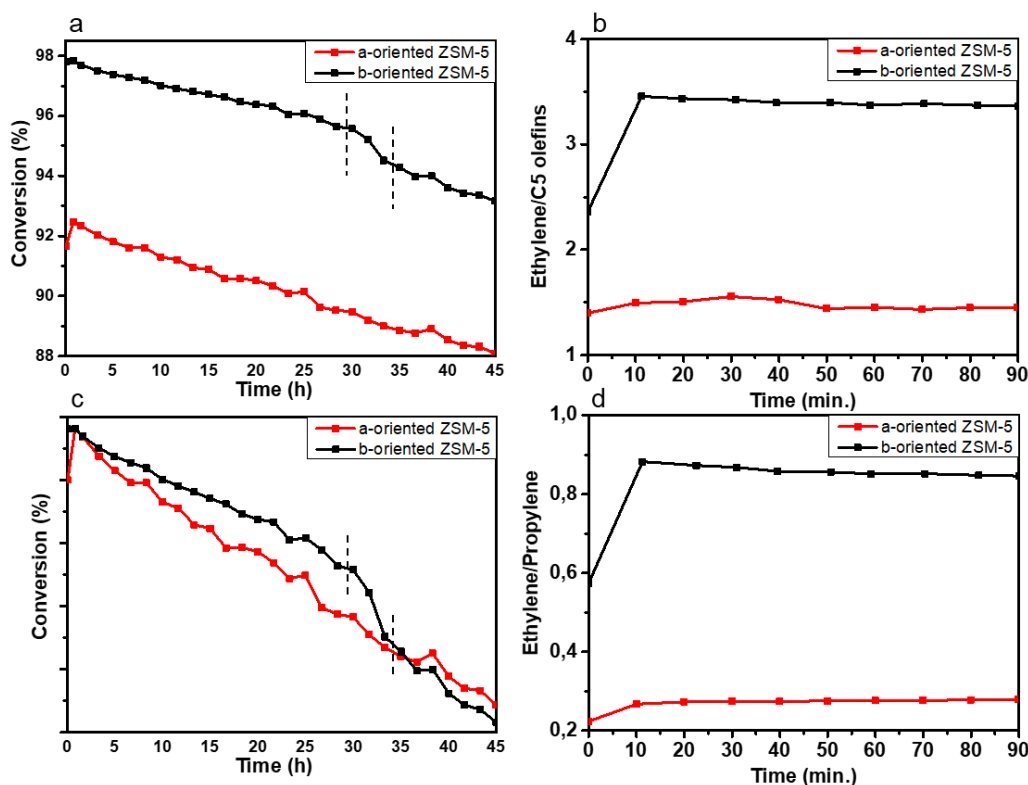 a
a-oriented ZSM-5
b-oriented ZSM-5
98
96
94
92
90
88
Conversion (%)
0 5 10 15 20 25 30 35 40 45
Time (h)
b
a-oriented ZSM-5
b-oriented ZSM-5
4
3
2
1
Ethylene/C5 olefins
0 10 20 30 40 50 60 70 80 90
Time (min.)
c
a-oriented ZSM-5
b-oriented ZSM-5
Conversion (%)
0 5 10 15 20 25 30 35 40 45
Time (h)
d
a-oriented ZSM-5
b-oriented ZSM-5
1,0
0,8
0,6
0,4
0,2
Ethylene/Propylene
0 10 20 30 40 50 60 70 80 90
Time (min.)